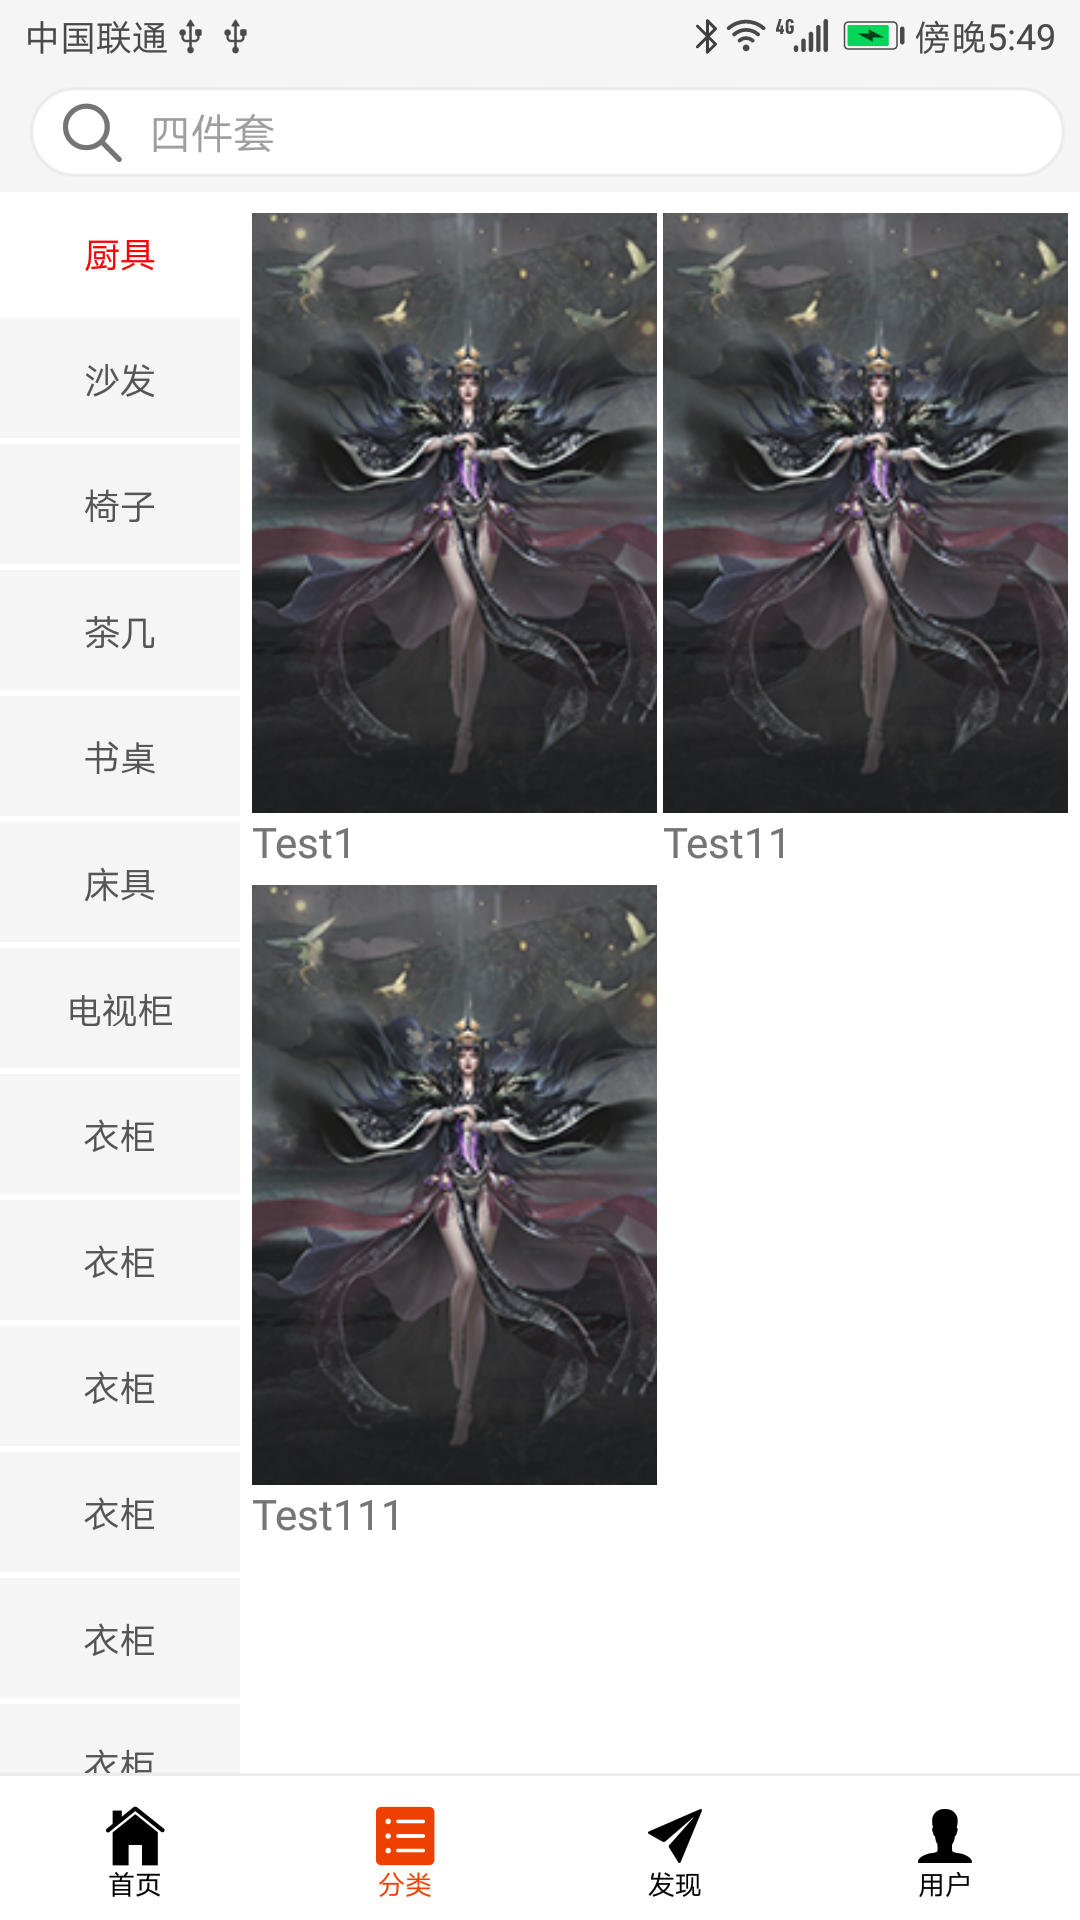 中国联通 4G 傍晚5:49
四件套
厨具
沙发
椅子
茶几
书桌
床具
电视柜
衣柜
衣柜
衣柜
衣柜
衣柜
衣柜
Test1 Test11
Test111
首页 分类 发现 用户